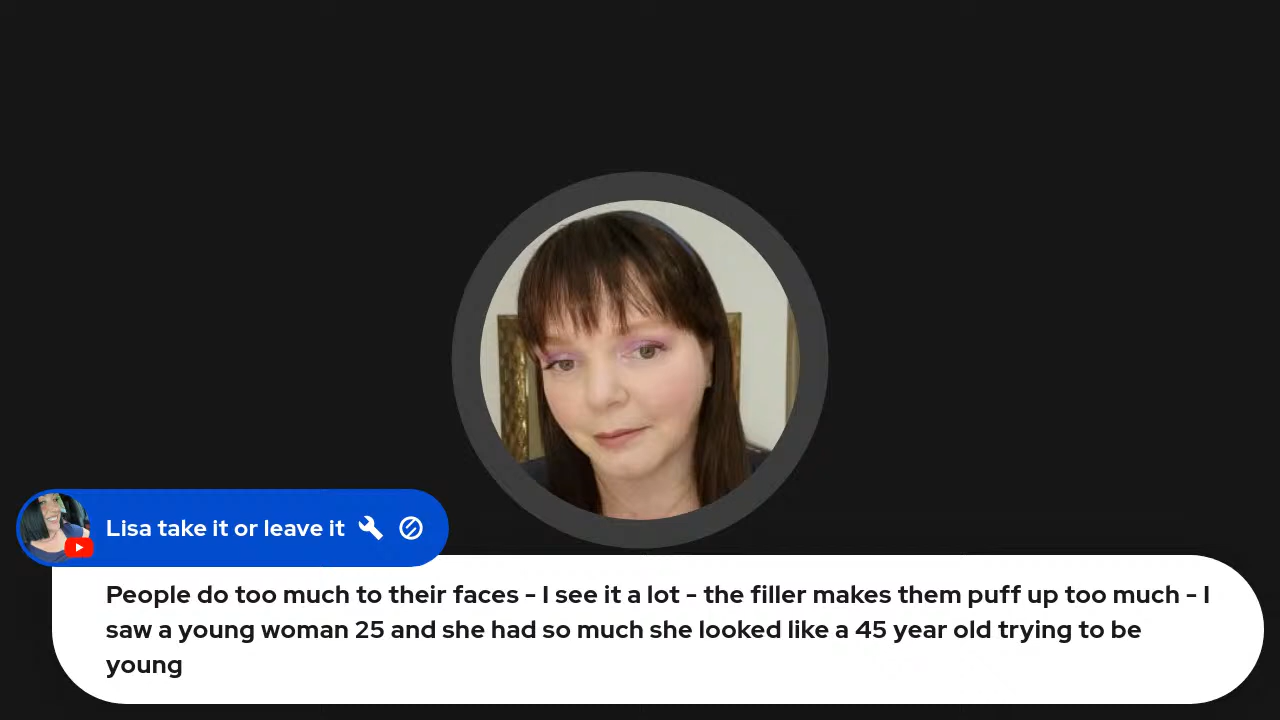 Lisa take it or leave it
People do too much to their faces - I see it a lot - the filler makes them puff up too much - I
saw a young woman 25 and she had so much she looked like a 45 year old trying to be
young